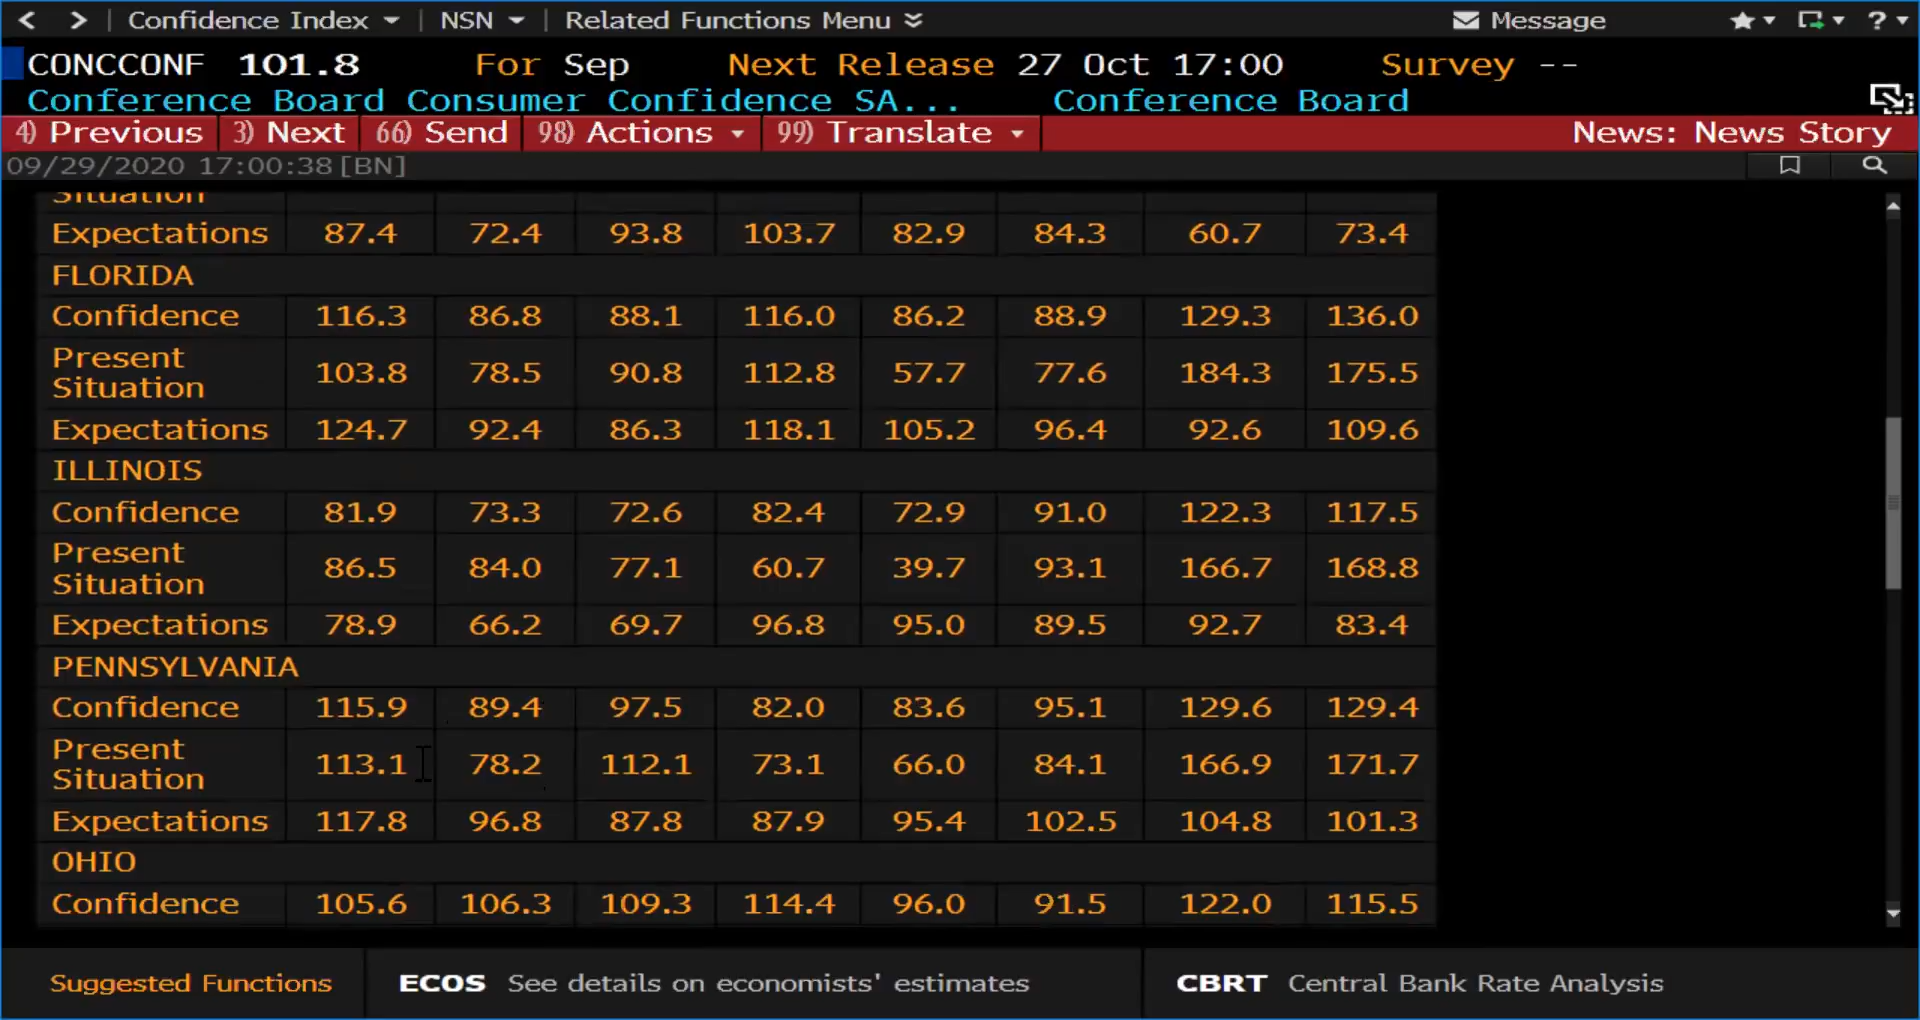 Confidence Index NSN Related Functions Menu Message ?
CONCCONF 101.8 For Sep Next Release 27 Oct 17:00 Survey --
Conference Board Consumer Confidence SA... Conference Board
4) Previous 3) Next 66) Send 98) Actions 99) Translate News: News Story
09/29/2020 17:00:38 [BN]
Situation
Expectations 87.4 72.4 93.8 103.7 82.9 84.3 60.7 73.4
FLORIDA
Confidence 116.3 86.8 88.1 116.0 86.2 88.9 129.3 136.0
Present
Situation 103.8 78.5 90.8 112.8 57.7 77.6 184.3 175.5
Expectations 124.7 92.4 86.3 118.1 105.2 96.4 92.6 109.6
ILLINOIS
Confidence 81.9 73.3 72.6 82.4 72.9 91.0 122.3 117.5
Present
Situation 86.5 84.0 77.1 60.7 39.7 93.1 166.7 168.8
Expectations 78.9 66.2 69.7 96.8 95.0 89.5 92.7 83.4
PENNSYLVANIA
Confidence 115.9 89.4 97.5 82.0 83.6 95.1 129.6 129.4
Present
Situation 113.1 78.2 112.1 73.1 66.0 84.1 166.9 171.7
Expectations 117.8 96.8 87.8 87.9 95.4 102.5 104.8 101.3
OHIO
Confidence 105.6 106.3 109.3 114.4 96.0 91.5 122.0 115.5
Suggested Functions ECOS See details on economists' estimates CBRT Central Bank Rate Analysis